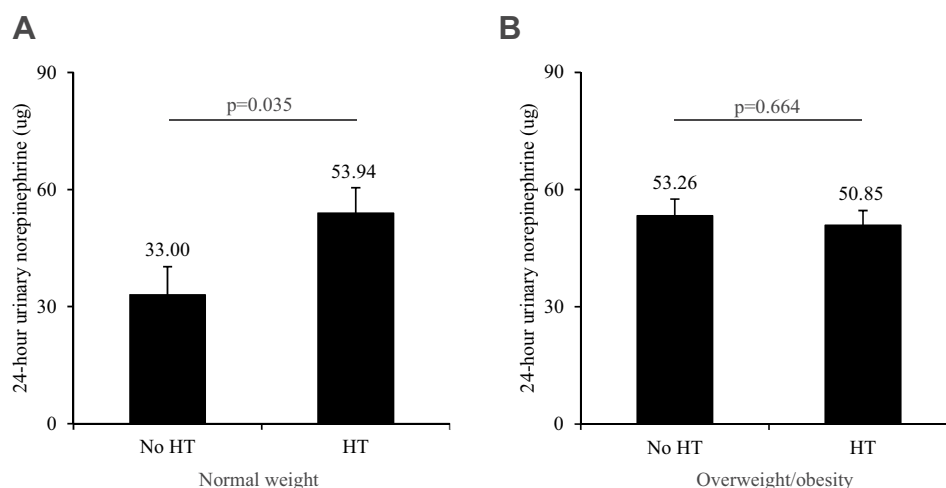 A
24-hour urinary norepinephrine (ug)
90
60
30
0
p=0.035
33.00
53.94
No HT
HT
Normal weight
B
24-hour urinary norepinephrine (ug)
90
60
30
0
p=0.664
53.26
50.85
No HT
HT
Overweight/obesity